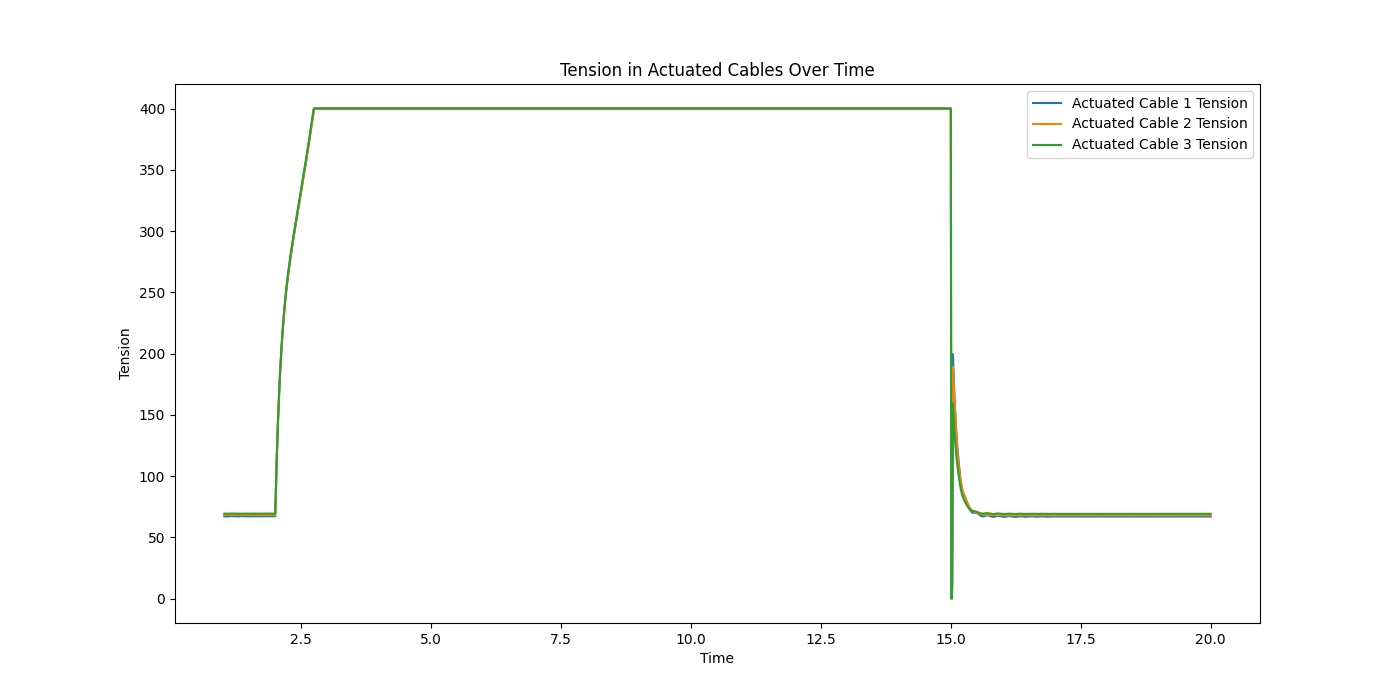 Tension in Actuated Cables Over Time
Actuated Cable 1 Tension
Actuated Cable 2 Tension
Actuated Cable 3 Tension
400
350
300
250
200
150
100
50
0
Tension
2.5 5.0 7.5 10.0 12.5 15.0 17.5 20.0
Time